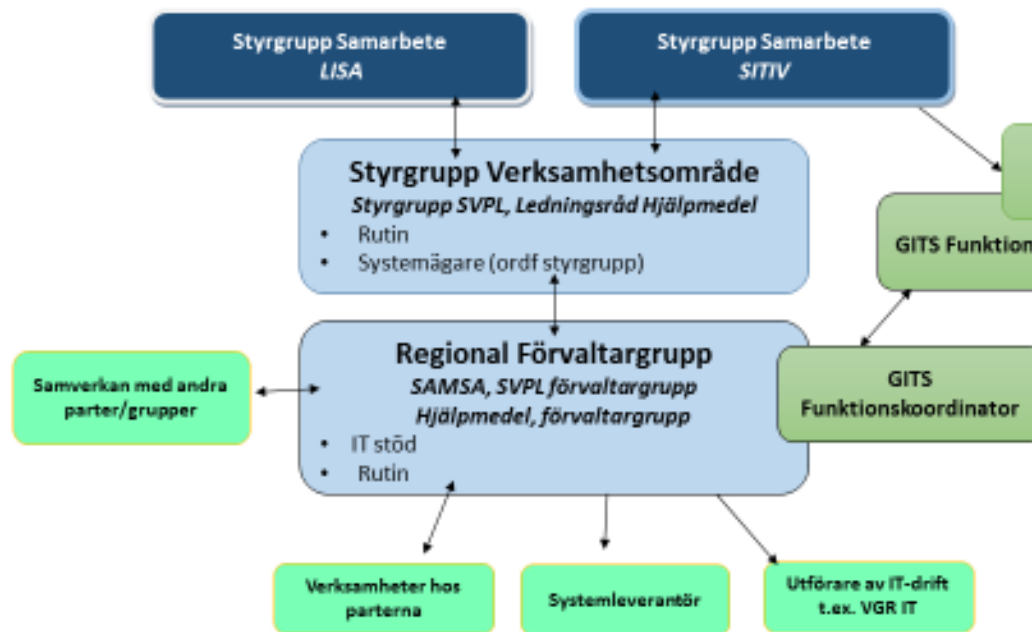 Styrgrupp Samarbete
LISA
Styrgrupp Samarbete
SITIV
Styrgrupp Verksamhetsområde
Styrgrupp SVPL, Ledningsråd Hjälpmedel
• Rutin
• Systemägare (ordf styrgrupp)
GITS Funktion
Regional Förvaltargrupp
SAMSA, SVPL förvaltargrupp
Hjälpmedel, förvaltargrupp
• IT stöd
• Rutin
Samverkan med andra
parter/grupper
GITS
Funktionskoordinator
Verksamheter hos
parterna
Systemleverantör
Utförare av IT-drift
t.ex. VGR IT